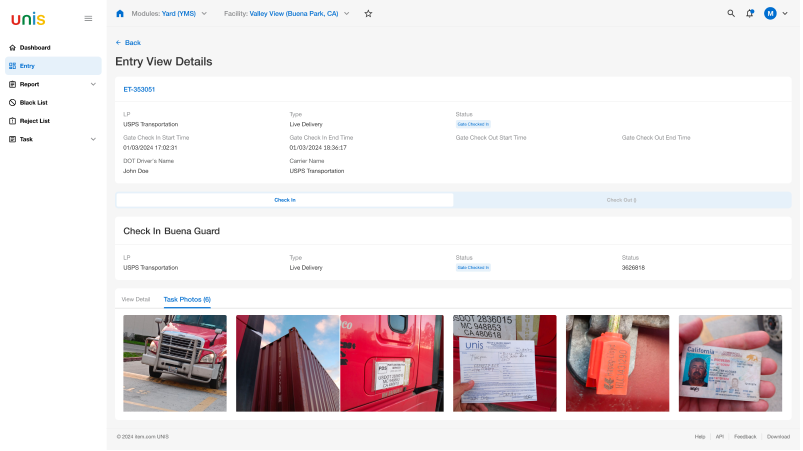 unis
Modules: Yard (YMS)
Facility: Valley View (Buena Park, CA)
M
Dashboard
Entry
Report
Black List
Reject List
Task
Back
Entry View Details
ET-353051
LP
Type
Status
USPS Transportation
Live Delivery
Gate Checked In
Gate Check In Start Time
Gate Check In End Time
Gate Check Out Start Time
Gate Check Out End Time
01/03/2024 17,02:31
01/03/2024 18,36:17
DOT Driver's Name
Carrier Name
John Doe
USPS Transportation
Check In
Check Out ()
Check In Buena Guard
LP
Type
Status
Status
USPS Transportation
Live Delivery
Gate Checked In
3626818
View Detail
Task Photos (6)
USDOT 2836015
MC 948853
CA 480618
unis
California
© 2024 item.com UNIS
Help
API
Feedback
Download